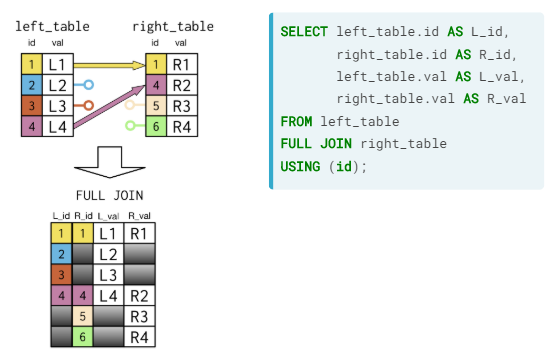 left_table right_table
id val id val
1 L1 1 R1
2 L2 4 R2
3 L3 5 R3
4 L4 6 R4
FULL JOIN
L_id R_id L_val R_val
1 1 L1 R1
2 L2
3 L3
4 4 L4 R2
5 R3
6 R4
SELECT left_table.id AS L_id,
right_table.id AS R_id,
left_table.val AS L_val,
right_table.val AS R_val
FROM left_table
FULL JOIN right_table
USING (id);